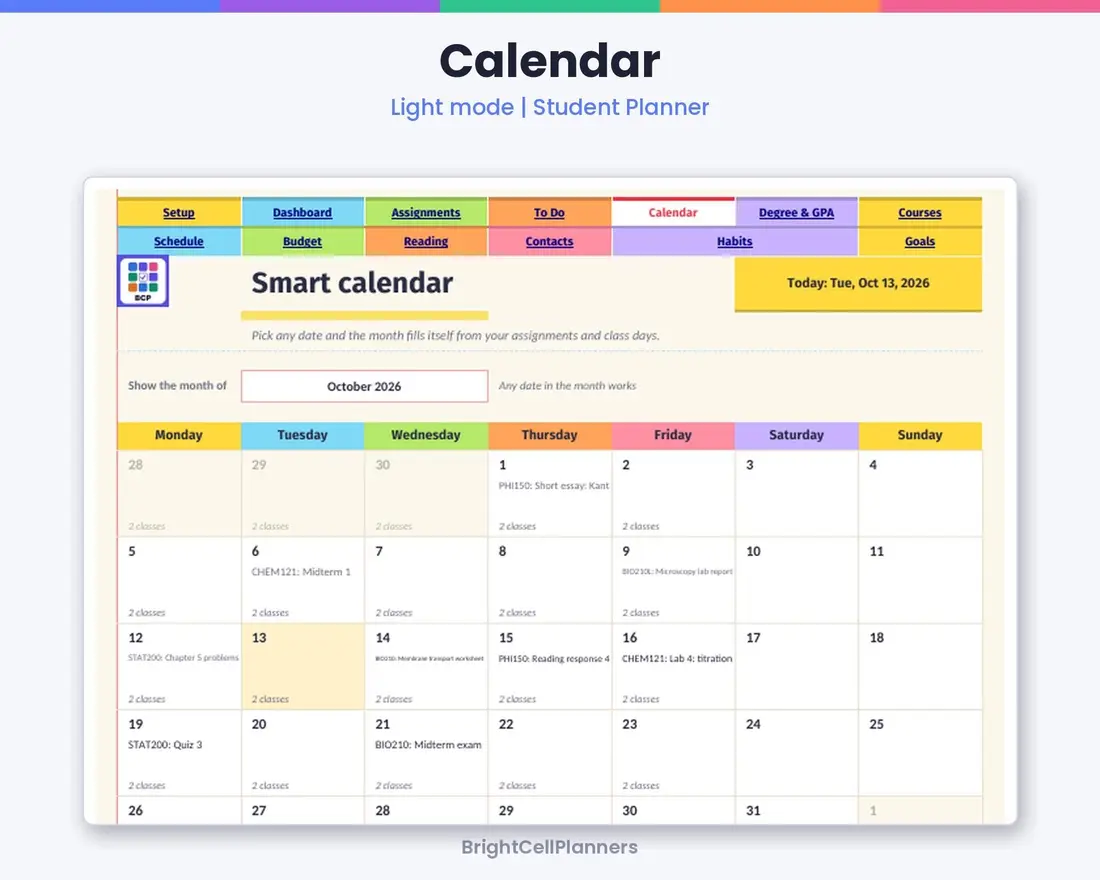 Calendar
Light mode | Student Planner
Setup Dashboard Assignments To Do Calendar Degree & GPA Courses
Schedule Budget Reading Contacts Habits Goals
BCP
Smart calendar
Today: Tue, Oct 13, 2026
Pick any date and the month fills itself from your assignments and class days.
Show the month of October 2026 Any date in the month works
Monday Tuesday Wednesday Thursday Friday Saturday Sunday
28 29 30 1 2 3 4
PHI150: Short essay: Kant
2 classes 2 classes 2 classes 2 classes 2 classes
5 6 7 8 9 10 11
CHEM121: Midterm 1 BIO210L: Microscopy lab report
2 classes 2 classes 2 classes 2 classes 2 classes
12 13 14 15 16 17 18
STAT200: Chapter 5 problems BIO210: Membrane transport worksheet PHI150: Reading response 4 CHEM121: Lab 4: titration
2 classes 2 classes 2 classes 2 classes 2 classes
19 20 21 22 23 24 25
STAT200: Quiz 3 BIO210: Midterm exam
2 classes 2 classes 2 classes 2 classes 2 classes
26 27 28 29 30 31 1
BrightCellPlanners